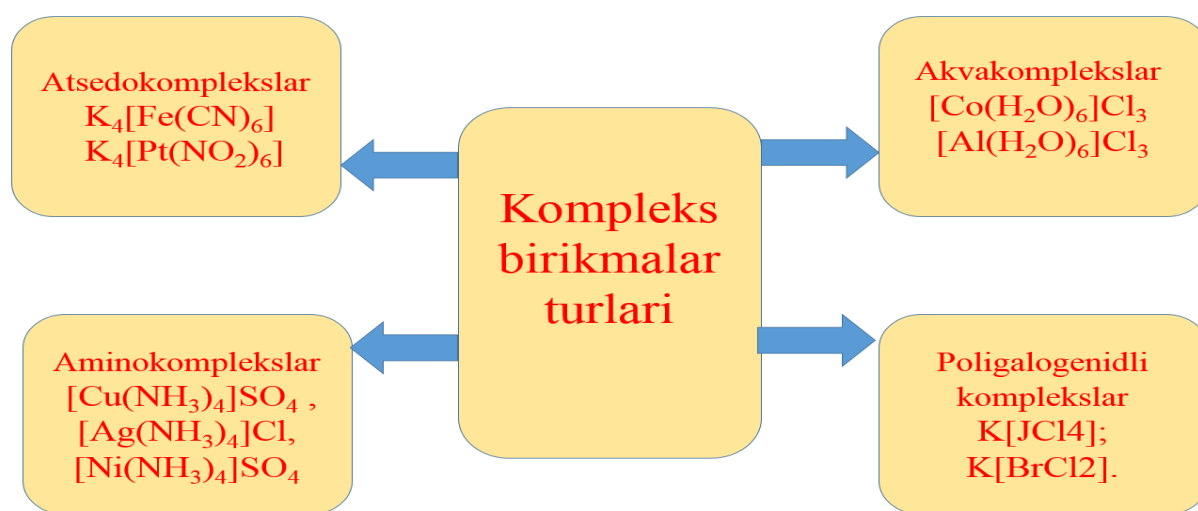 Atsedokomplekslar
K₄[Fe(CN)₆]
K₄[Pt(NO₂)₆]
Akvakomplekslar
[Co(H₂O)₆]Cl₃
[Al(H₂O)₆]Cl₃
Kompleks
birikmalar
turlari
Aminokomplekslar
[Cu(NH₃)₄]SO₄ ,
[Ag(NH₃)₄]Cl,
[Ni(NH₃)₄]SO₄
Poligalogenidli
komplekslar
K[JCl4];
K[BrCl2].